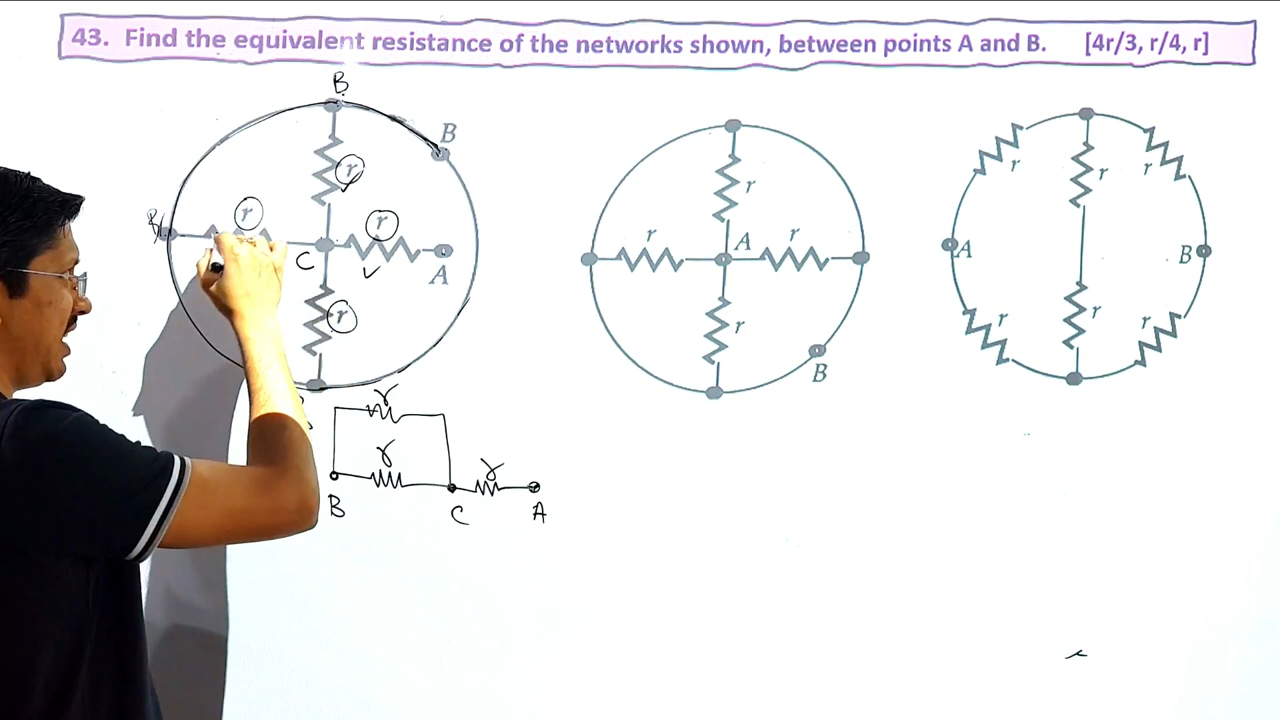 43. Find the equivalent resistance of the networks shown, between points A and B. [4r/3, r/4, r]
B
B
r
r
r
B
C
A
r
r
r
B
C
A
r
r
r
A
r
r
B
r
r
r
A
B
r
r
r